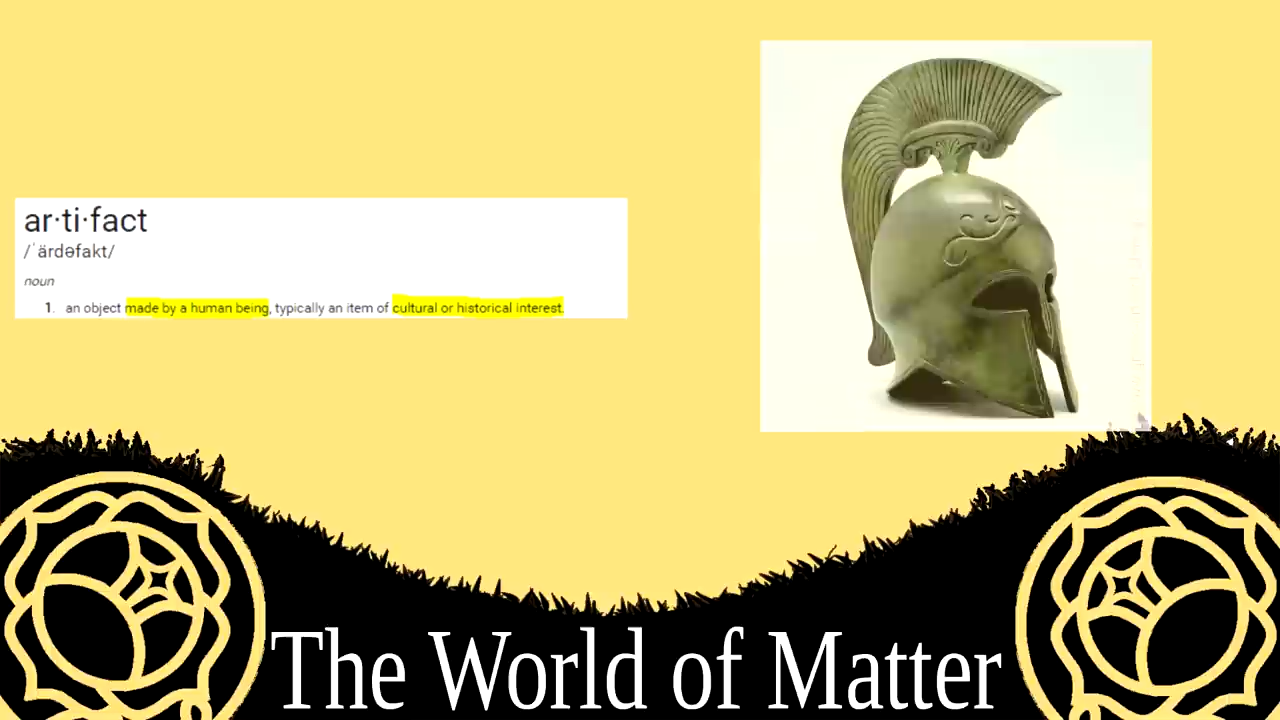 ar·ti·fact
/ˈärdəfakt/
noun
1. an object made by a human being, typically an item of cultural or historical interest.
The World of Matter